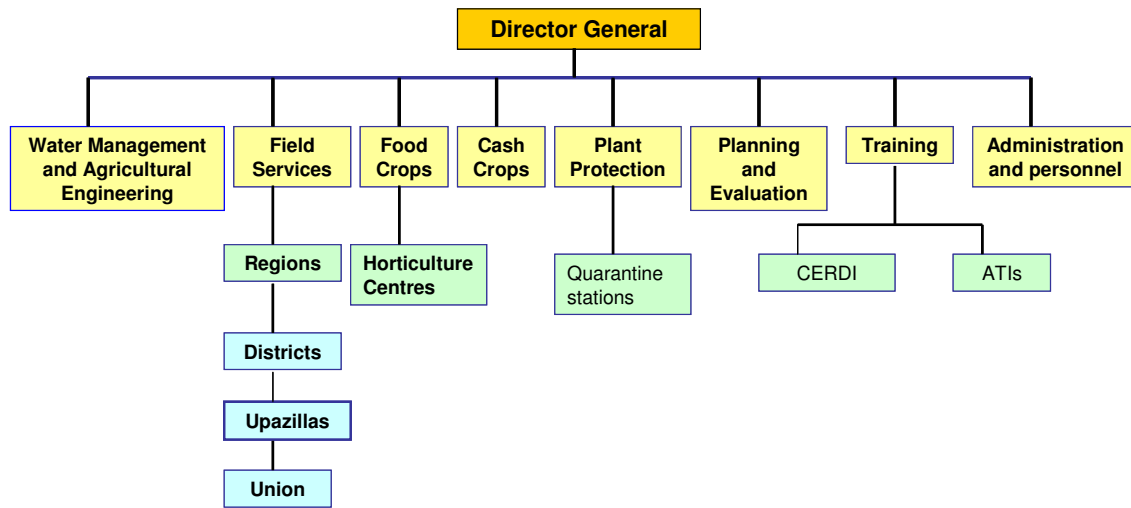 Director General
Water Management
and Agricultural
Engineering
Field
Services
Food
Crops
Cash
Crops
Plant
Protection
Planning
and
Evaluation
Training
Administration
and personnel
Regions
Horticulture
Centres
Quarantine
stations
CERDI
ATIs
Districts
Upazillas
Union